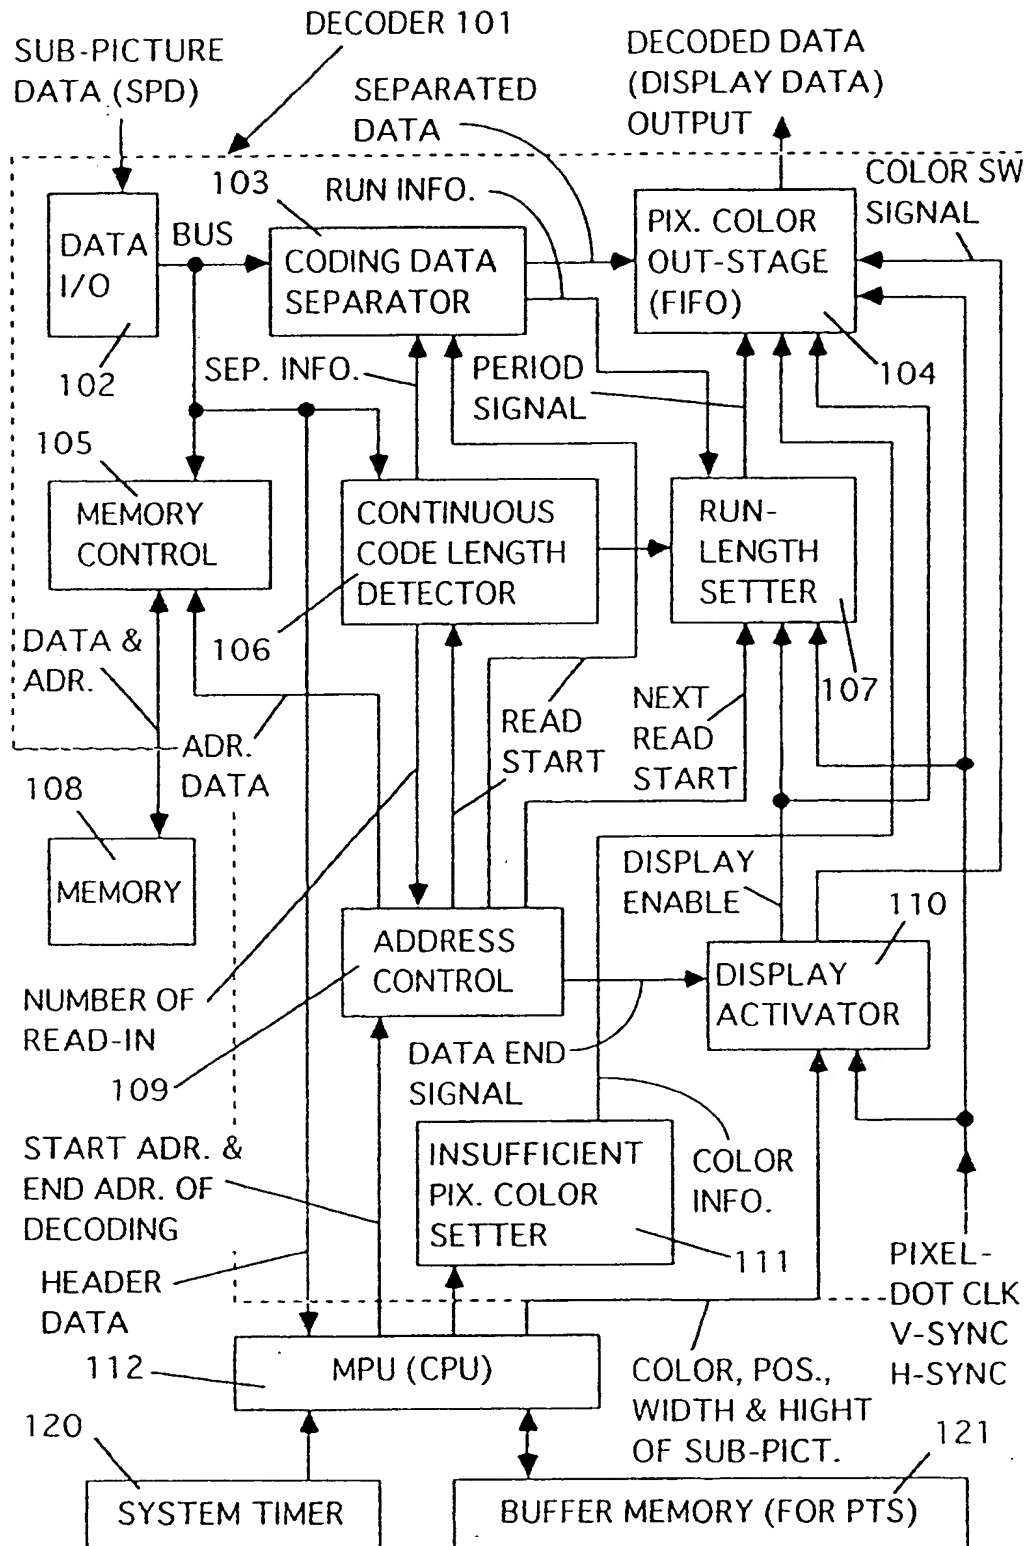 DECODER 101
SUB-PICTURE
DATA (SPD)
SEPARATED
DATA
DECODED DATA
(DISPLAY DATA)
OUTPUT
COLOR SW
SIGNAL
103
RUN INFO.
DATA
I/O
BUS
CODING DATA
SEPARATOR
PIX. COLOR
OUT-STAGE
(FIFO)
102
SEP. INFO.
PERIOD
SIGNAL
104
105
MEMORY
CONTROL
CONTINUOUS
CODE LENGTH
DETECTOR
RUN-
LENGTH
SETTER
DATA &
ADR.
106
107
ADR.
DATA
READ
START
NEXT
READ
START
108
MEMORY
DISPLAY
ENABLE
110
ADDRESS
CONTROL
DISPLAY
ACTIVATOR
NUMBER OF
READ-IN
109
DATA END
SIGNAL
START ADR. &
END ADR. OF
DECODING
INSUFFICIENT
PIX. COLOR
SETTER
COLOR
INFO.
111
HEADER
DATA
PIXEL-
DOT CLK
V-SYNC
H-SYNC
112
MPU (CPU)
COLOR, POS.,
WIDTH & HIGHT
OF SUB-PICT.
120
121
SYSTEM TIMER
BUFFER MEMORY (FOR PTS)